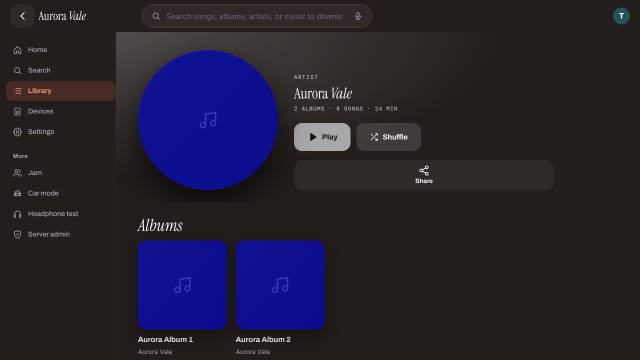 Aurora Vale
Search songs, albums, artists, or music to downlo
T
Home
Search
Library
Devices
Settings
More
Jam
Car mode
Headphone test
Server admin
ARTIST
Aurora Vale
2 ALBUMS · 8 SONGS · 24 MIN
Play
Shuffle
Share
Albums
Aurora Album 1
Aurora Vale
Aurora Album 2
Aurora Vale